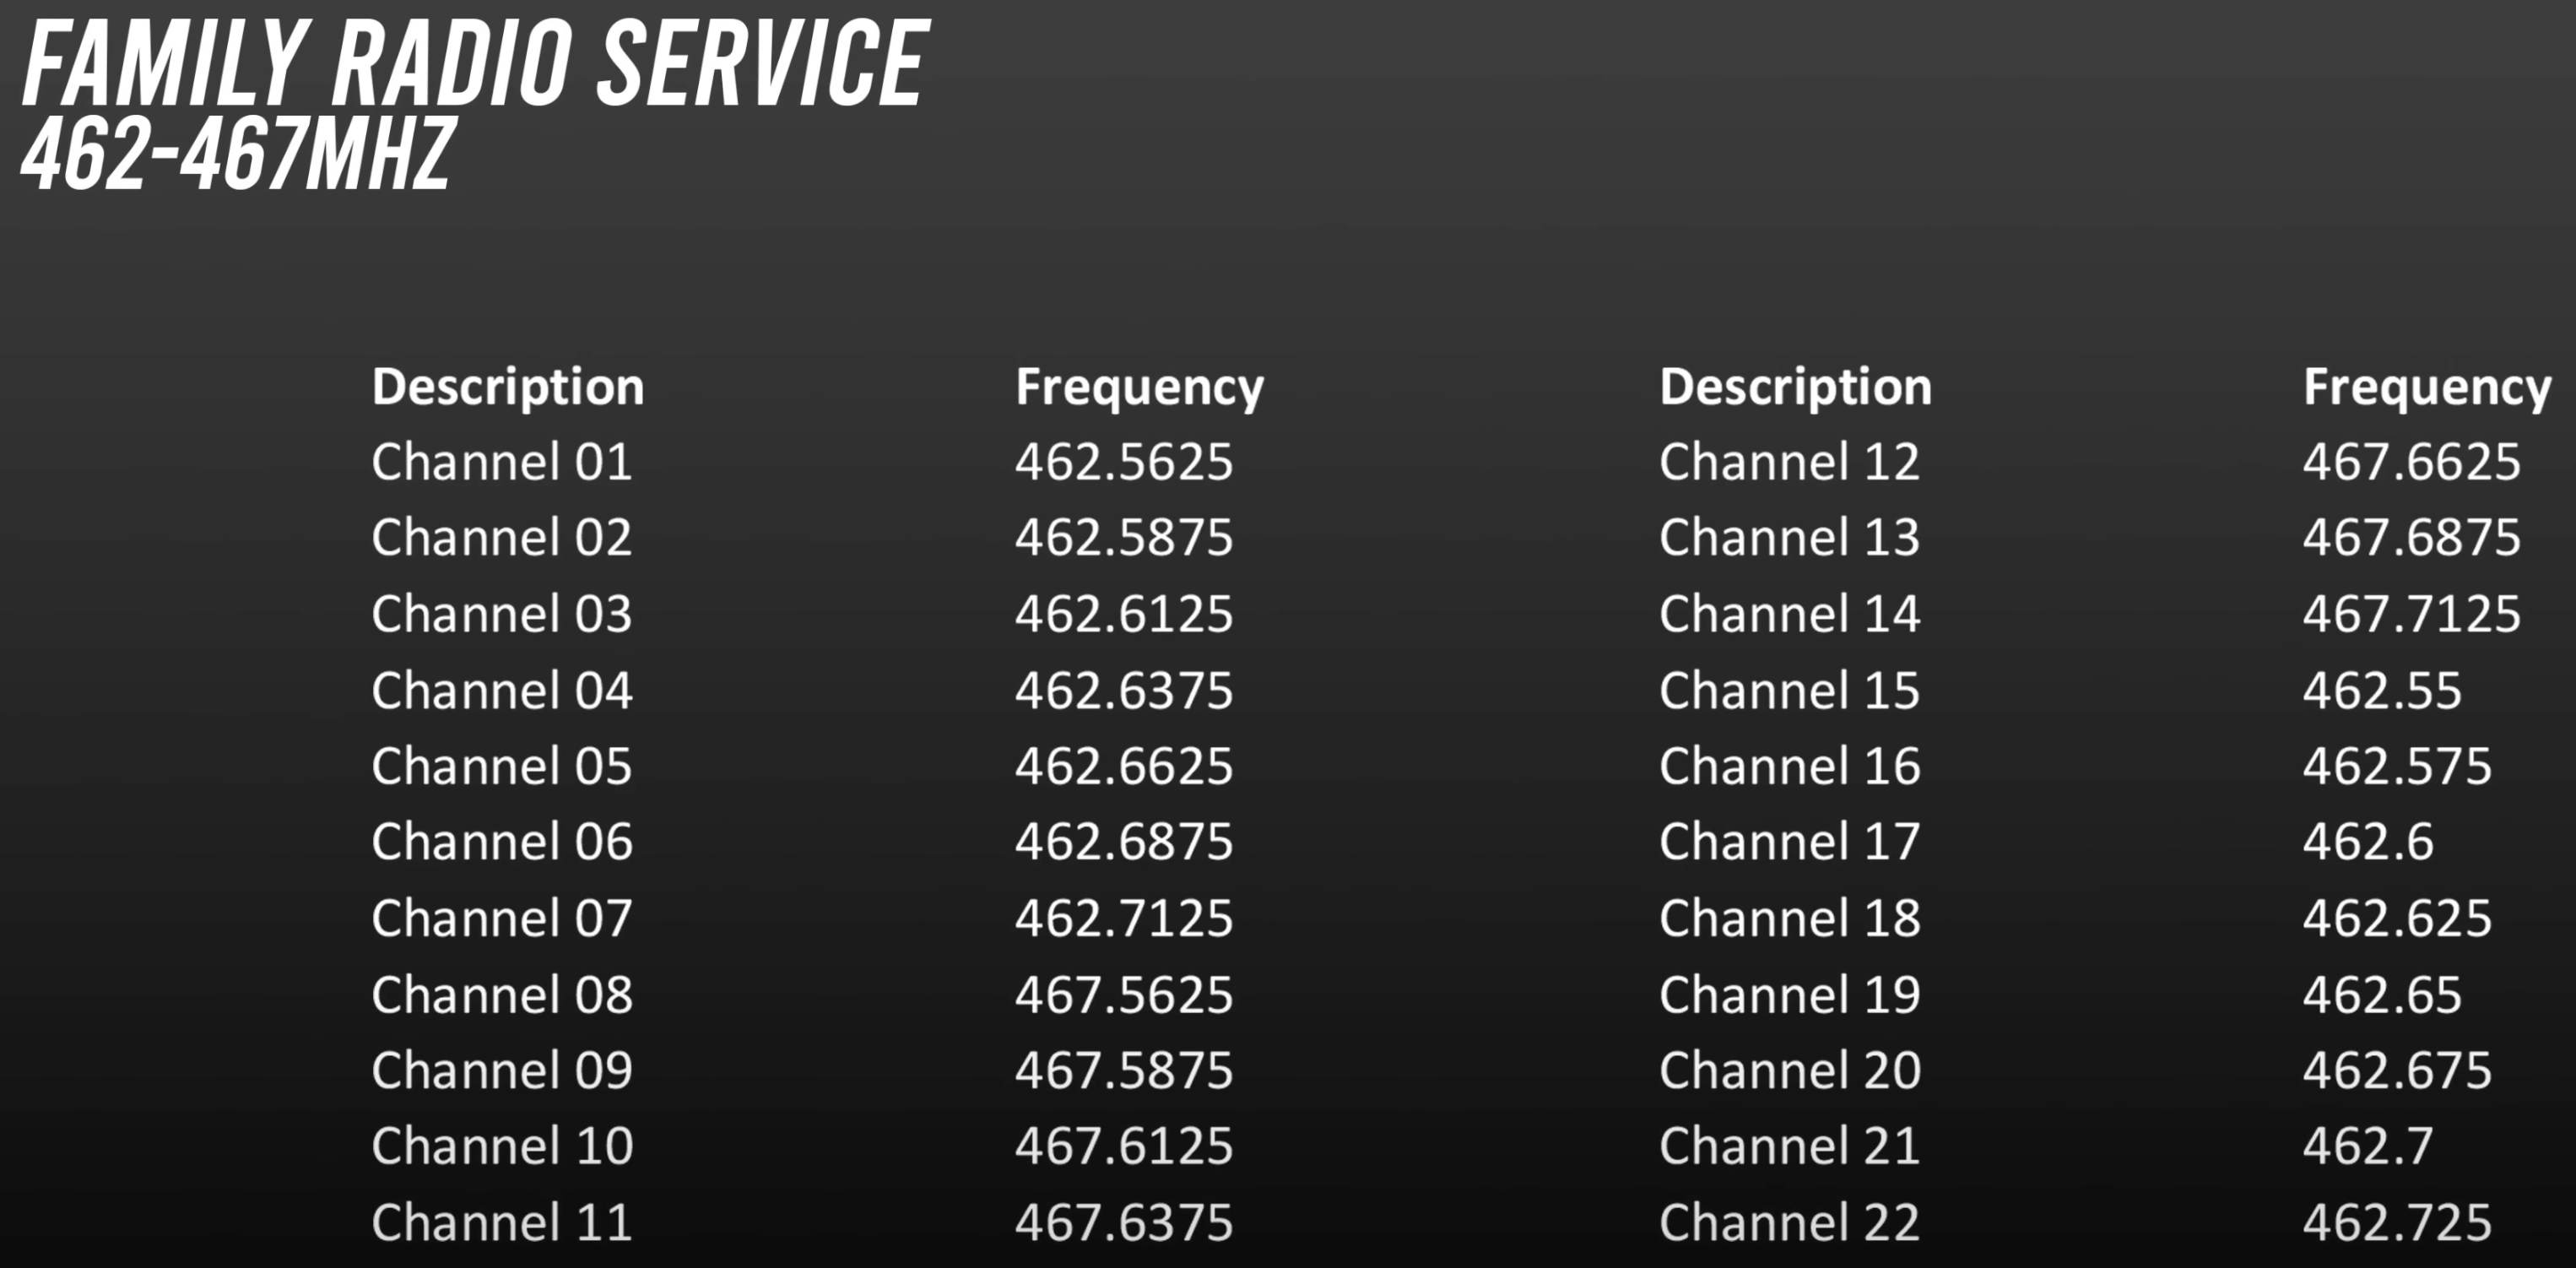 FAMILY RADIO SERVICE
462-467MHZ
Description Frequency Description Frequency
Channel 01 462.5625 Channel 12 467.6625
Channel 02 462.5875 Channel 13 467.6875
Channel 03 462.6125 Channel 14 467.7125
Channel 04 462.6375 Channel 15 462.55
Channel 05 462.6625 Channel 16 462.575
Channel 06 462.6875 Channel 17 462.6
Channel 07 462.7125 Channel 18 462.625
Channel 08 467.5625 Channel 19 462.65
Channel 09 467.5875 Channel 20 462.675
Channel 10 467.6125 Channel 21 462.7
Channel 11 467.6375 Channel 22 462.725